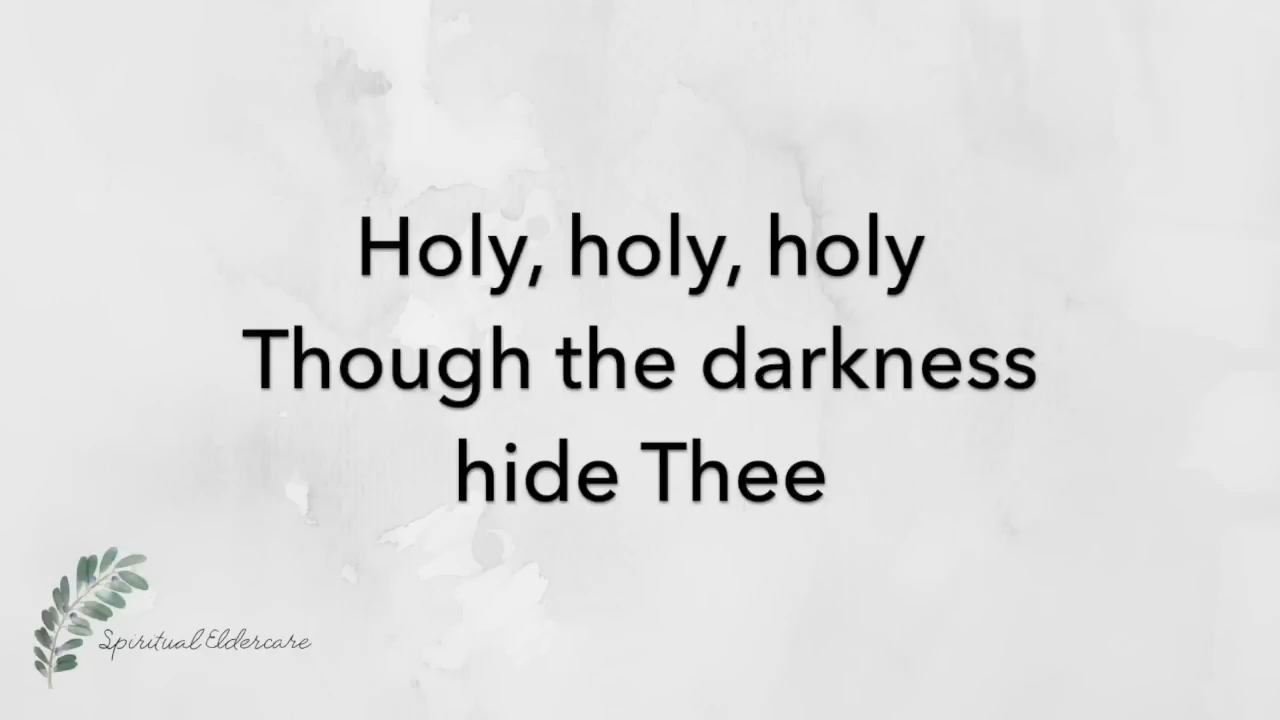 Holy, holy, holy
Though the darkness
hide Thee
Spiritual Eldercare